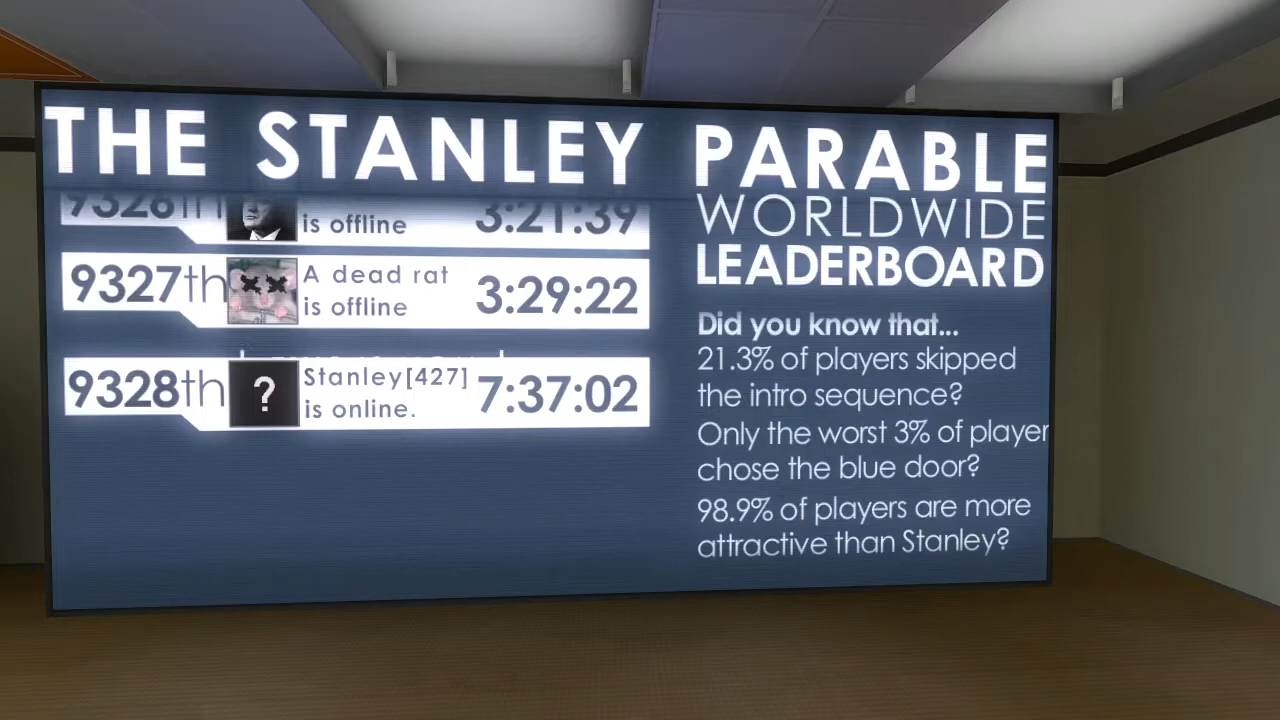 THE STANLEY PARABLE
WORLDWIDE
LEADERBOARD
9326th
is offline
3:21:39
9327th
A dead rat
is offline
3:29:22
9328th
?
Stanley[427]
is online.
7:37:02
Did you know that...
21.3% of players skipped
the intro sequence?
Only the worst 3% of player
chose the blue door?
98.9% of players are more
attractive than Stanley?